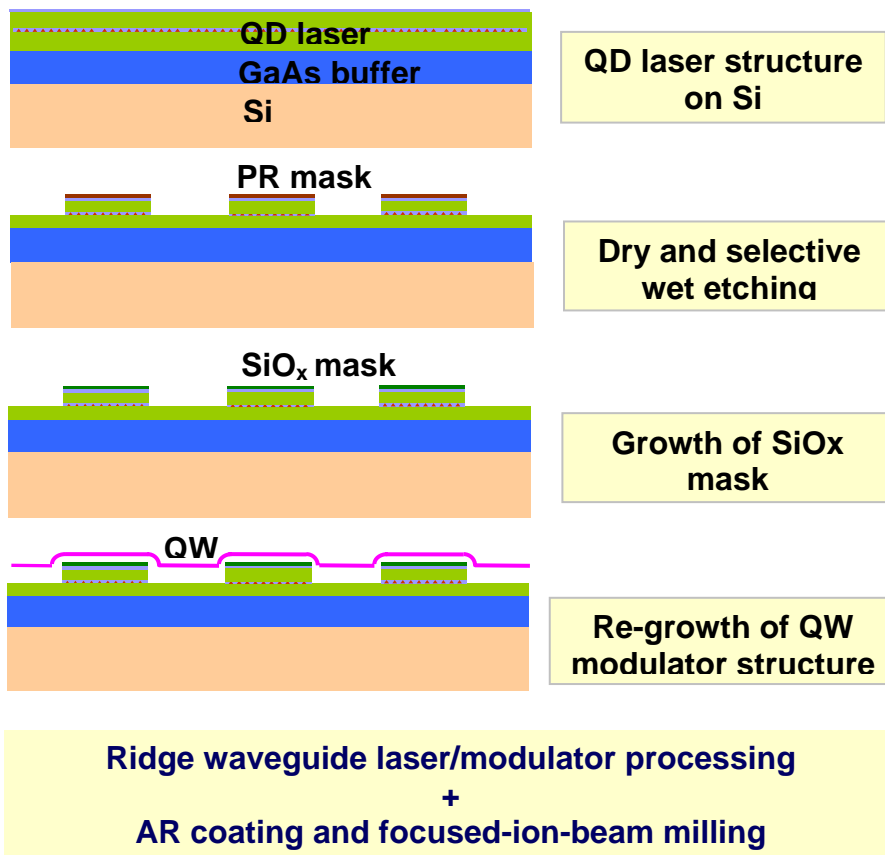 QD laser
GaAs buffer
Si
QD laser structure
on Si
PR mask
Dry and selective
wet etching
SiOₓ mask
Growth of SiOx
mask
QW
Re-growth of QW
modulator structure
Ridge waveguide laser/modulator processing
+
AR coating and focused-ion-beam milling